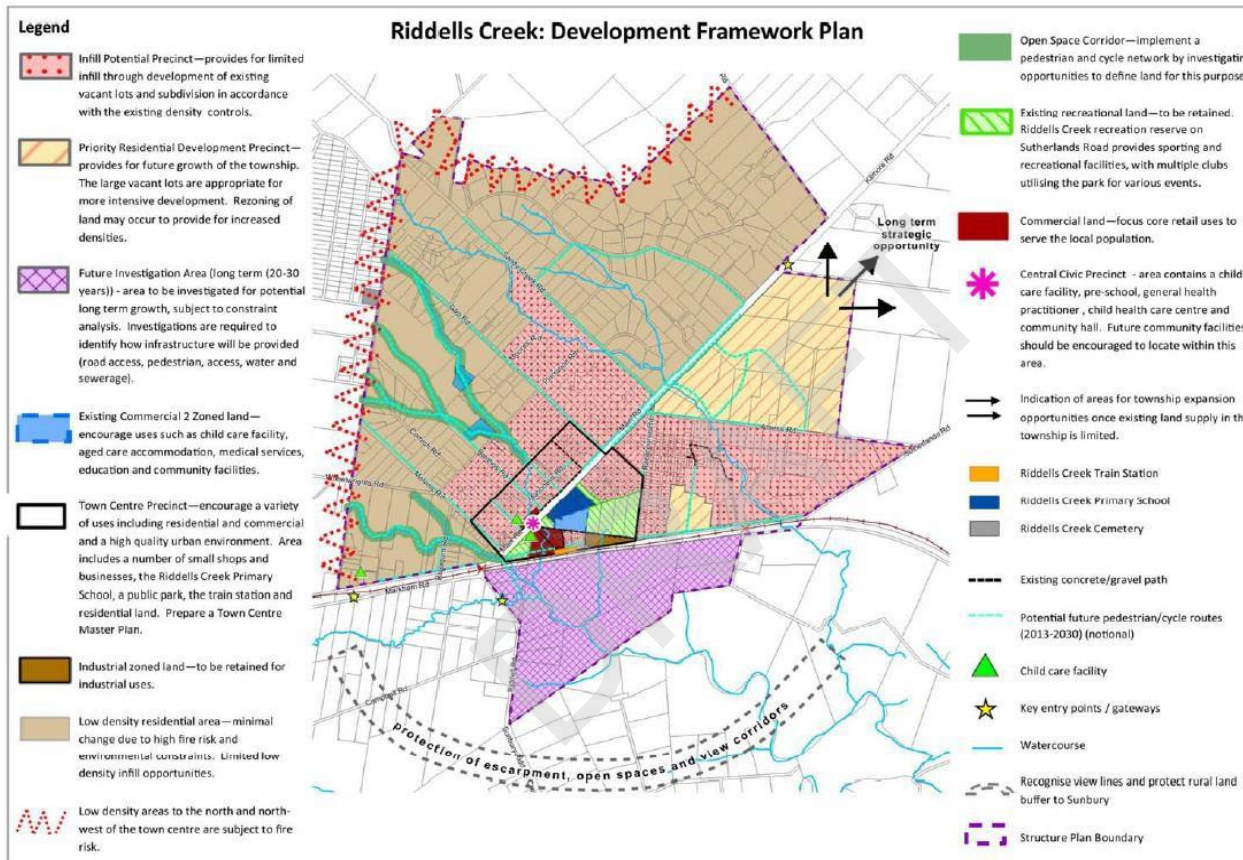 Riddells Creek: Development Framework Plan
Legend
Infill Potential Precinct—provides for limited
infill through development of existing
vacant lots and subdivision in accordance
with the existing density controls.
Priority Residential Development Precinct—
provides for future growth of the township.
The large vacant lots are appropriate for
more intensive development. Rezoning
of land may occur to provide for increased
densities.
Future Investigation Area (long term (20-30
years)) - area to be investigated for potential
long term growth, subject to constraint
analysis. Investigations are required to
identify how infrastructure will be provided
(road access, pedestrian, access, water and
sewerage).
Existing Commercial 2 Zoned land—
encourage uses such as child care facility,
aged care accommodation, medical services,
education and community facilities.
Town Centre Precinct—encourage a variety
of uses including residential and commercial
and a high quality urban environment. Area
includes a number of small shops and
businesses, the Riddells Creek Primary
School, a public park, the train station and
residential land. Prepare a Town Centre
Master Plan.
Industrial zoned land—to be retained for
industrial uses.
Low density residential area—minimal
change due to high fire risk and
environmental constraints. Limited low
density infill opportunities.
Low density areas to the north and north-
west of the town centre are subject to fire
risk.
Kilmore Rd
Long term
strategic
opportunity
Sandy Creek Rd
Gap Rd
Markham Rd
Campbell Rd
Sutherlands Rd
protection of escarpment, open spaces and view corridors
DRAFT
Open Space Corridor—implement a
pedestrian and cycle network by investigatin
opportunities to define land for this purpose
Existing recreational land—to be retained.
Riddells Creek recreation reserve on
Sutherlands Road provides sporting and
recreational facilities, with multiple clubs
utilising the park for various events.
Commercial land—focus core retail uses to
serve the local population.
Central Civic Precinct - area contains a child
care facility, pre-school, general health
practitioner , child health care centre and
community hall. Future community facilities
should be encouraged to locate within this
area.
Indication of areas for township expansion
opportunities once existing land supply in the
township is limited.
Riddells Creek Train Station
Riddells Creek Primary School
Riddells Creek Cemetery
Existing concrete/gravel path
Potential future pedestrian/cycle routes
(2013-2030) (notional)
Child care facility
Key entry points / gateways
Watercourse
Recognise view lines and protect rural land
buffer to Sunbury
Structure Plan Boundary